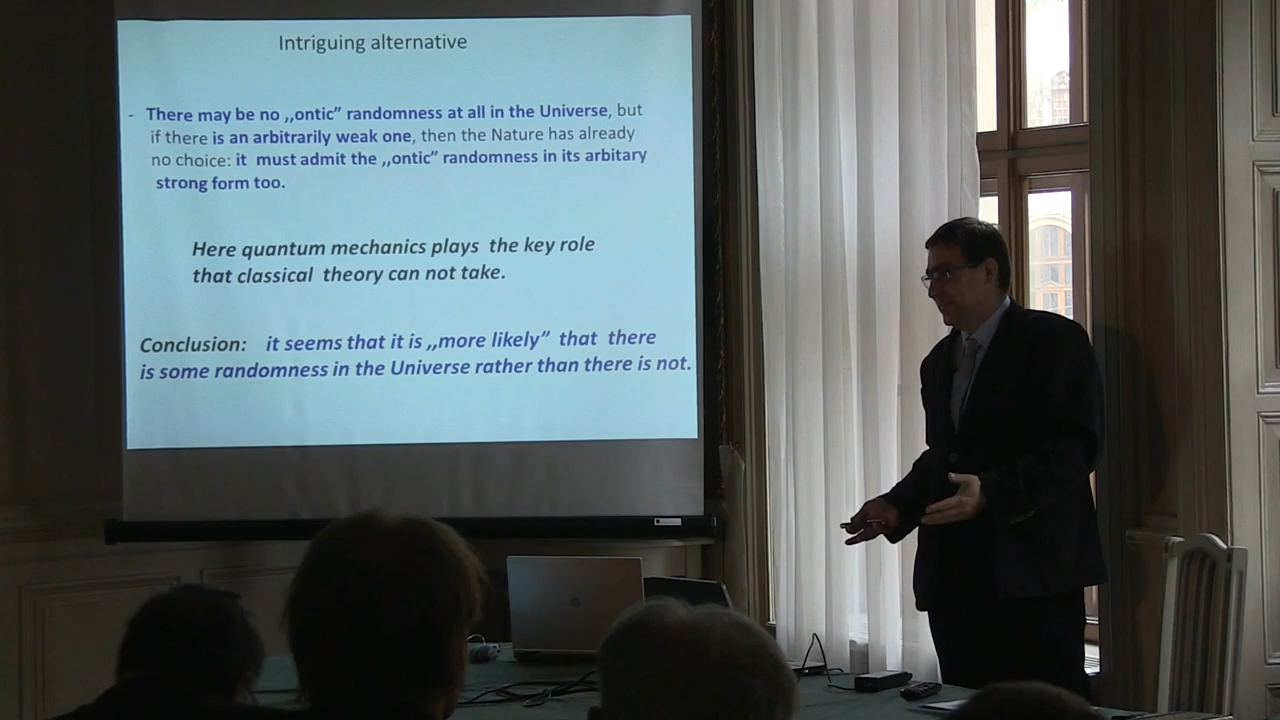 Intriguing alternative
- There may be no ,,ontic” randomness at all in the Universe, but
if there is an arbitrarily weak one, then the Nature has already
no choice: it must admit the ,,ontic” randomness in its arbitary
strong form too.
Here quantum mechanics plays the key role
that classical theory can not take.
Conclusion: it seems that it is ,,more likely” that there
is some randomness in the Universe rather than there is not.